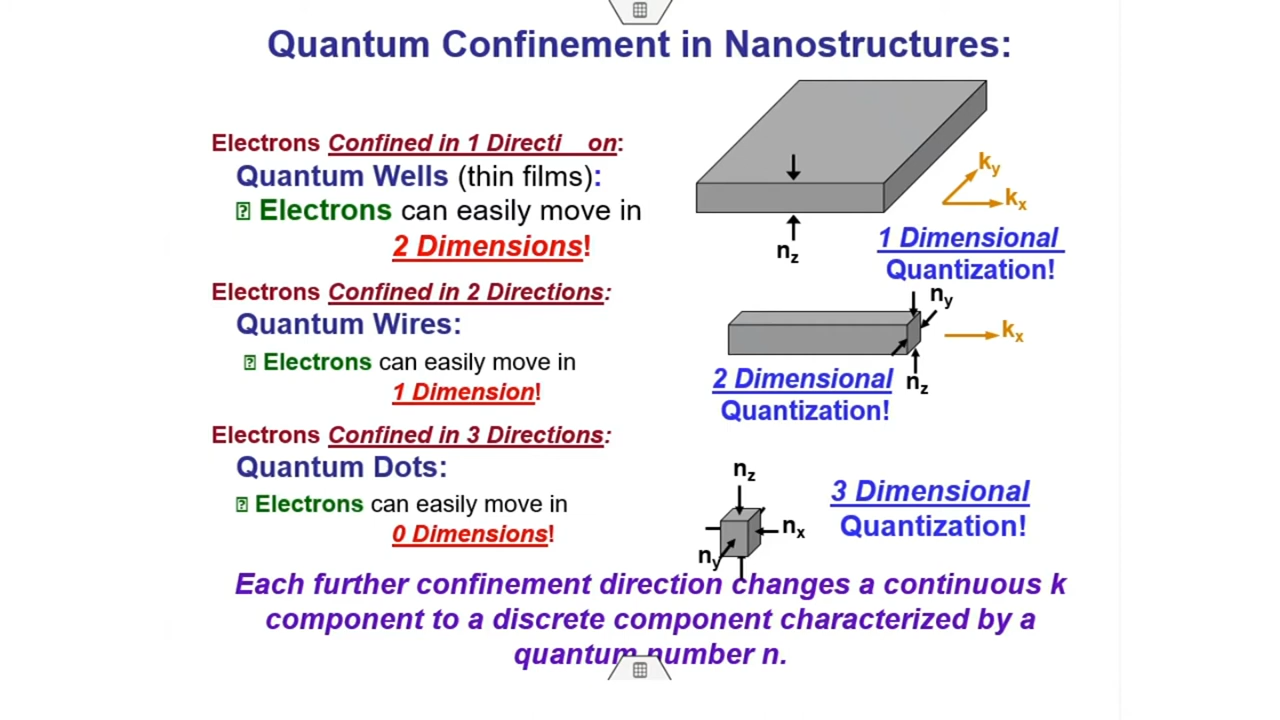 Quantum Confinement in Nanostructures:
Electrons Confined in 1 Directi on:
Quantum Wells (thin films):
Electrons can easily move in
2 Dimensions!
ky
kx
nz
1 Dimensional
Quantization!
Electrons Confined in 2 Directions:
Quantum Wires:
Electrons can easily move in
1 Dimension!
ny
kx
nz
2 Dimensional
Quantization!
Electrons Confined in 3 Directions:
Quantum Dots:
Electrons can easily move in
0 Dimensions!
nz
nx
ny
3 Dimensional
Quantization!
Each further confinement direction changes a continuous k
component to a discrete component characterized by a
quantum number n.